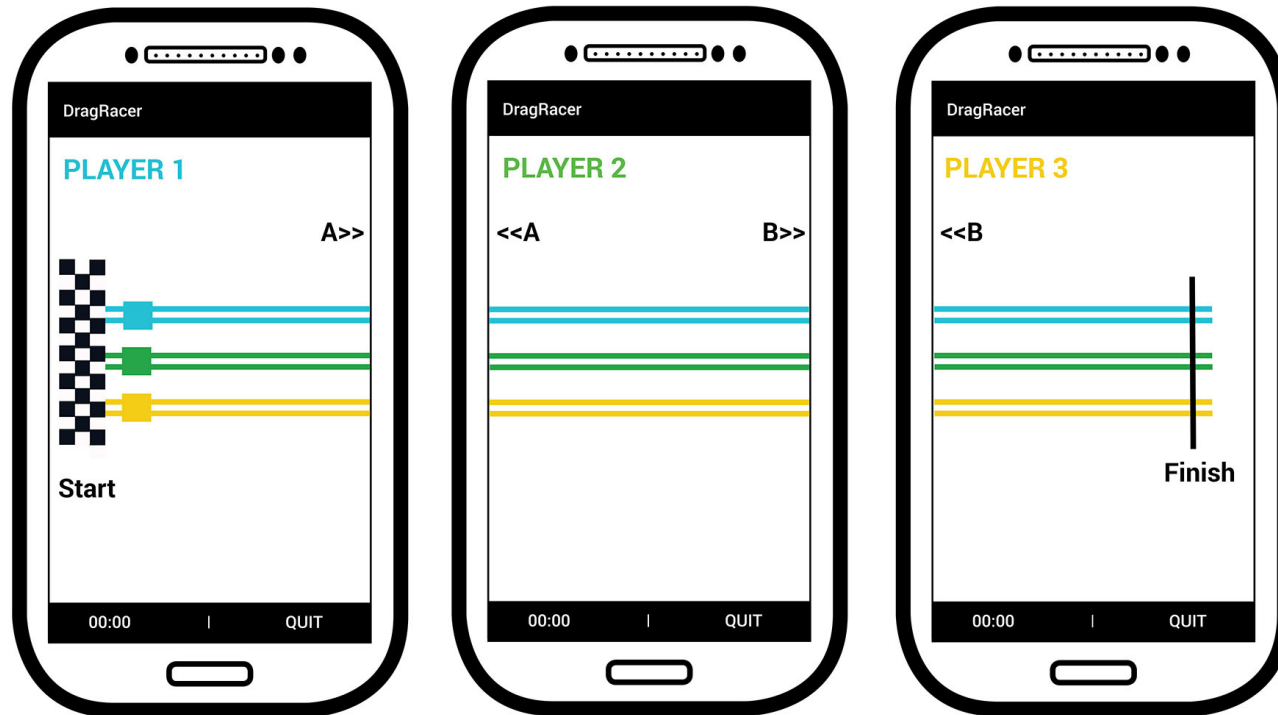 DragRacer
PLAYER 1
A>>
Start
00:00 | QUIT
DragRacer
PLAYER 2
<<A B>>
00:00 | QUIT
DragRacer
PLAYER 3
<<B
Finish
00:00 | QUIT